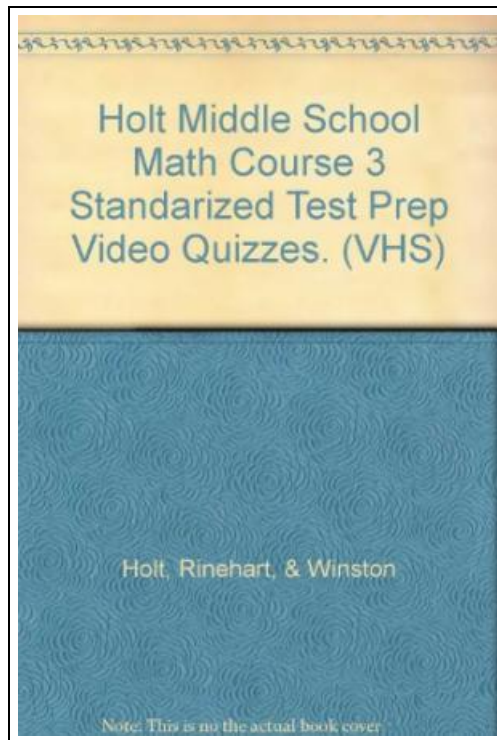 Holt Middle School
Math Course 3
Standarized Test Prep
Video Quizzes. (VHS)
Holt, Rinehart, & Winston
Note: This is no the actual book cover